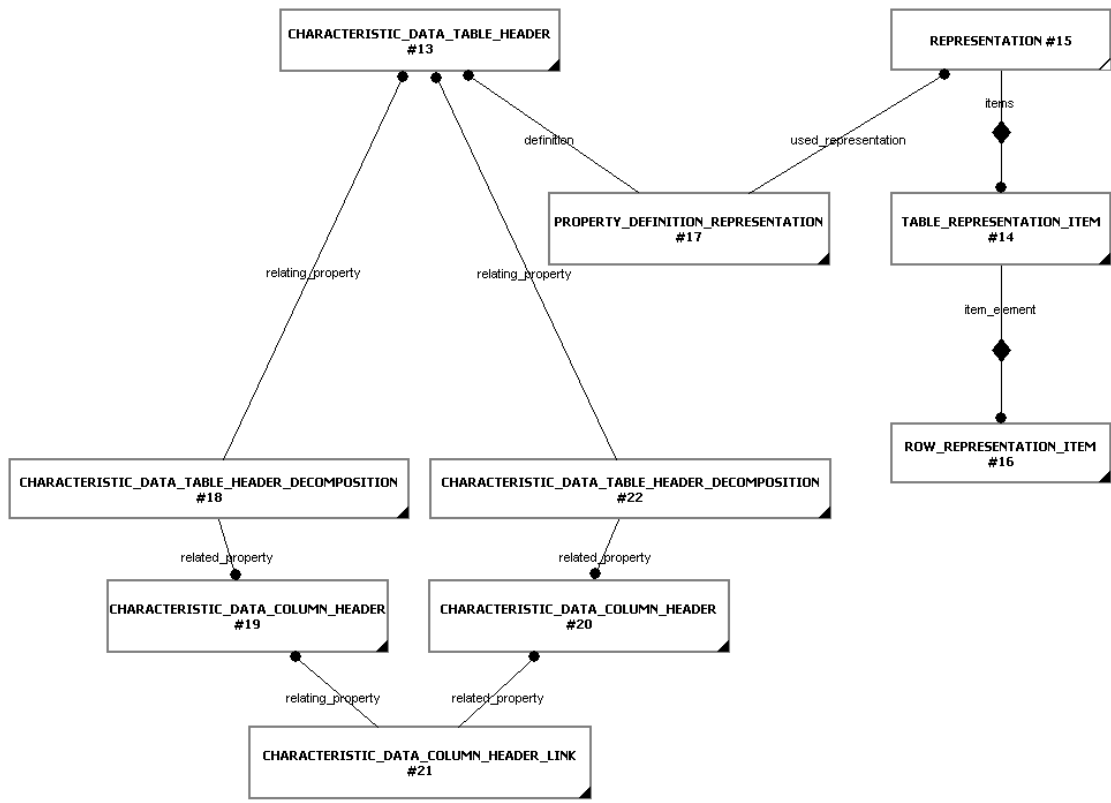 CHARACTERISTIC_DATA_TABLE_HEADER
#13
REPRESENTATION #15
items
definition
used_representation
PROPERTY_DEFINITION_REPRESENTATION
#17
TABLE_REPRESENTATION_ITEM
#14
relating_property
relating_property
item_element
ROW_REPRESENTATION_ITEM
#16
CHARACTERISTIC_DATA_TABLE_HEADER_DECOMPOSITION
#18
CHARACTERISTIC_DATA_TABLE_HEADER_DECOMPOSITION
#22
related_property
related_property
CHARACTERISTIC_DATA_COLUMN_HEADER
#19
CHARACTERISTIC_DATA_COLUMN_HEADER
#20
relating_property
related_property
CHARACTERISTIC_DATA_COLUMN_HEADER_LINK
#21